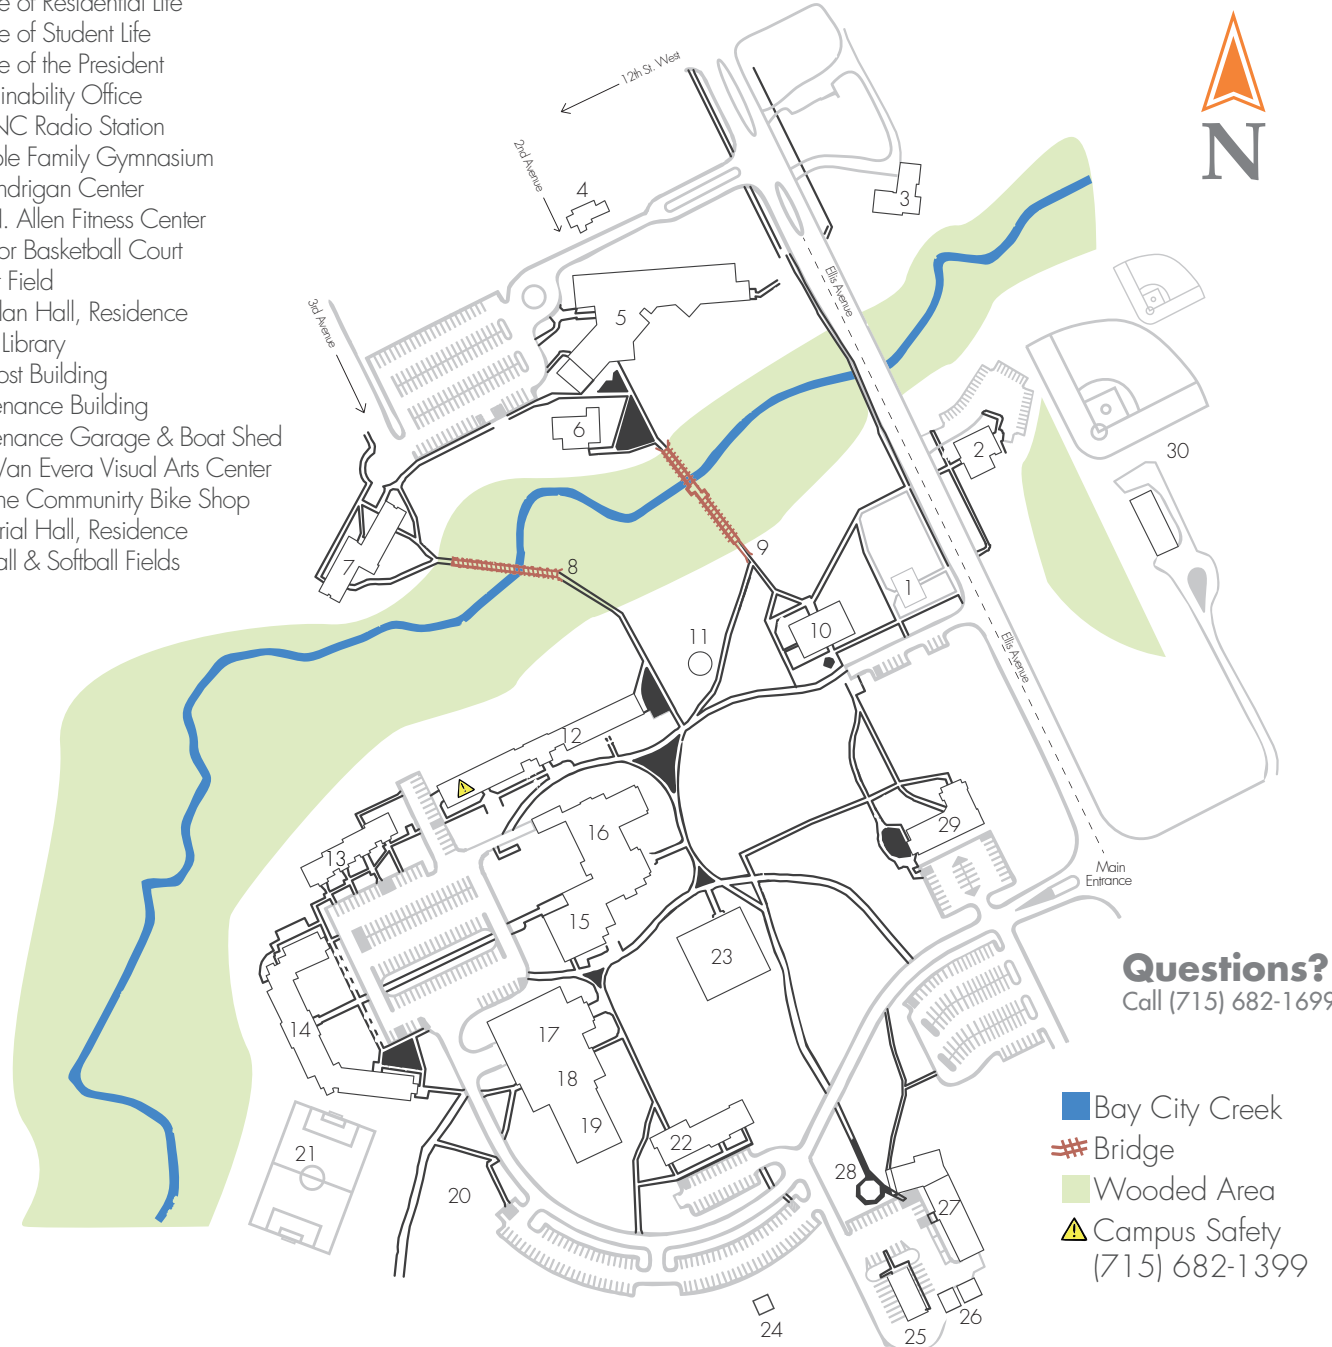 e of Residential Life
e of Student Life
e of the President
inability Office
NC Radio Station
ble Family Gymnasium
ndrigan Center
. Allen Fitness Center
or Basketball Court
Field
lan Hall, Residence
Library
ost Building
enance Building
enance Garage & Boat Shed
Van Evera Visual Arts Center
ne Community Bike Shop
rial Hall, Residence
all & Softball Fields
12th St. West
2nd Avenue
3rd Avenue
Ellis Avenue
Ellis Avenue
N
4
3
5
6
2
30
7
8
9
1
10
11
12
13
16
29
Main
Entrance
15
23
14
17
18
19
21
22
20
28
27
24
25
26
Questions?
Call (715) 682-1699
Bay City Creek
Bridge
Wooded Area
Campus Safety
(715) 682-1399